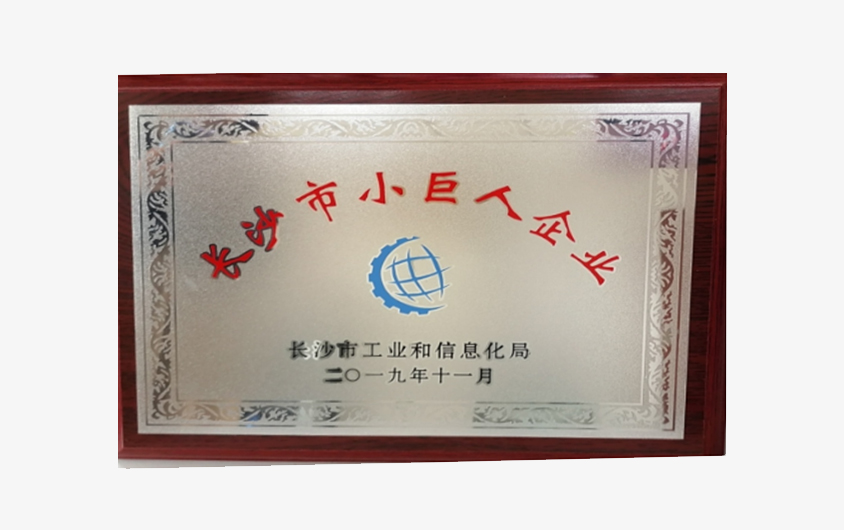 长沙市小巨人企业
长沙市工业和信息化局
二〇一九年十一月